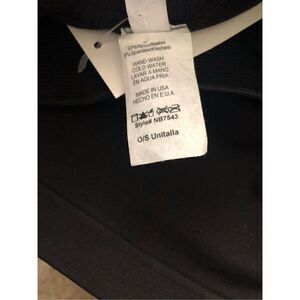 HAND WASH
COLD WATER
LAVAR A MANO
EN AGUA FRIA
MADE IN USA
HECHO EN E.U.A
Style# NB7543
O/S Unitalla